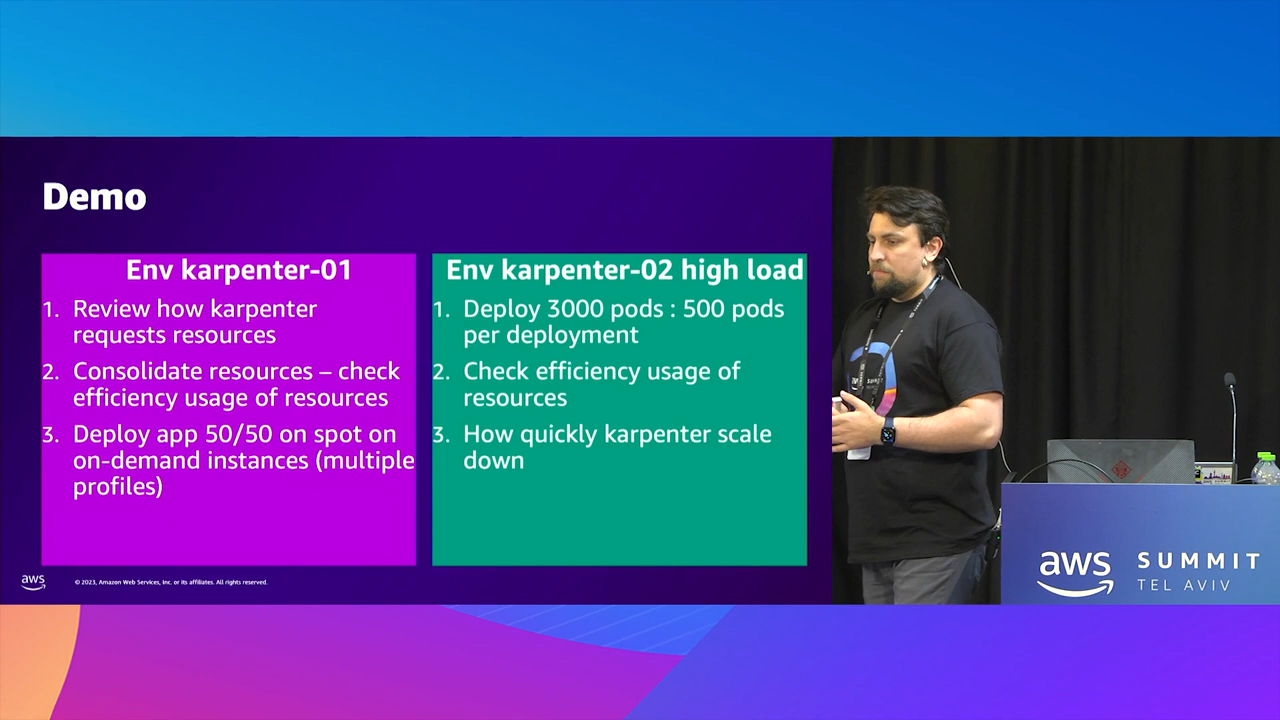 Demo
Env karpenter-01
1. Review how karpenter
requests resources
2. Consolidate resources – check
efficiency usage of resources
3. Deploy app 50/50 on spot on
on-demand instances (multiple
profiles)
Env karpenter-02 high load
1. Deploy 3000 pods : 500 pods
per deployment
2. Check efficiency usage of
resources
3. How quickly karpenter scale
down
aws
© 2023, Amazon Web Services, Inc. or its affiliates. All rights reserved.
aws SUMMIT
TEL AVIV